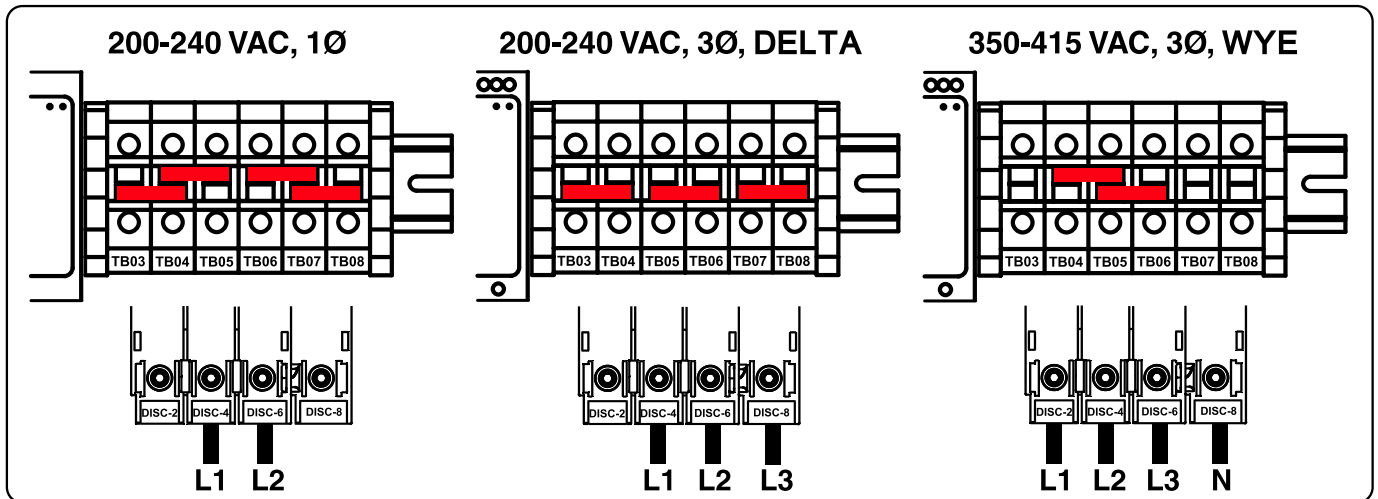 200-240 VAC, 1Ø
TB03 TB04 TB05 TB06 TB07 TB08
DISC-2 DISC-4 DISC-6 DISC-8
L1 L2
200-240 VAC, 3Ø, DELTA
TB03 TB04 TB05 TB06 TB07 TB08
DISC-2 DISC-4 DISC-6 DISC-8
L1 L2 L3
350-415 VAC, 3Ø, WYE
TB03 TB04 TB05 TB06 TB07 TB08
DISC-2 DISC-4 DISC-6 DISC-8
L1 L2 L3 N